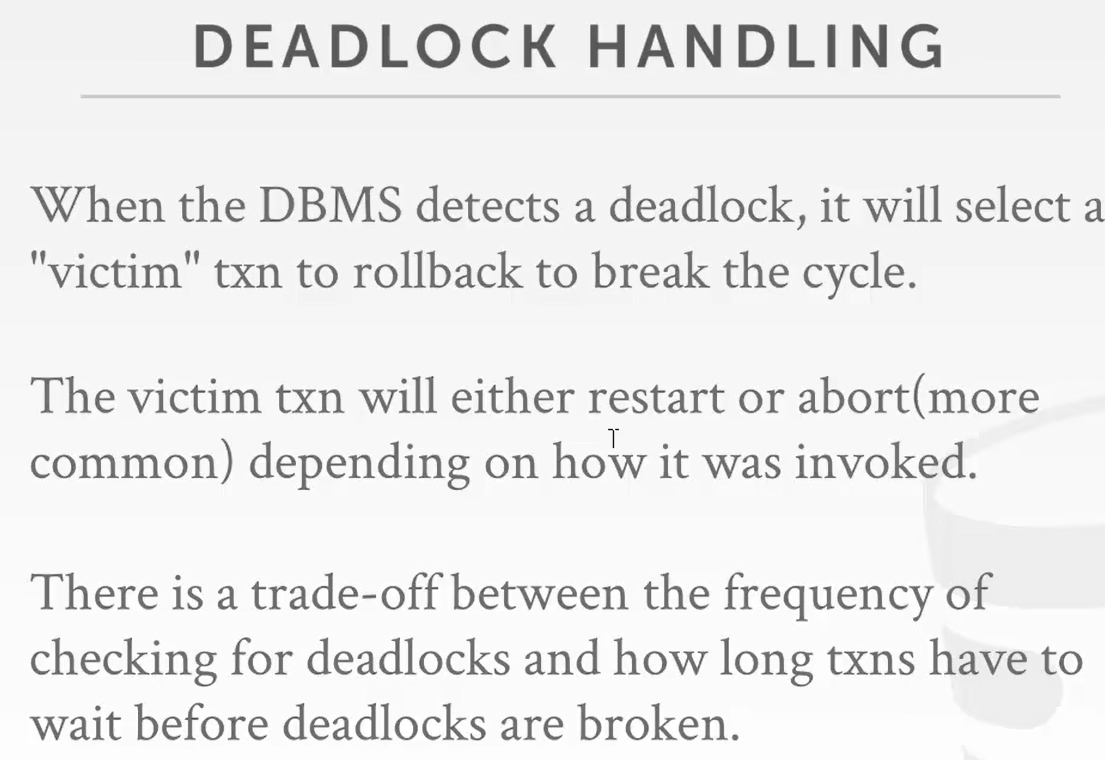 DEADLOCK HANDLING
When the DBMS detects a deadlock, it will select a
"victim" txn to rollback to break the cycle.
The victim txn will either restart or abort(more
common) depending on how it was invoked.
There is a trade-off between the frequency of
checking for deadlocks and how long txns have to
wait before deadlocks are broken.